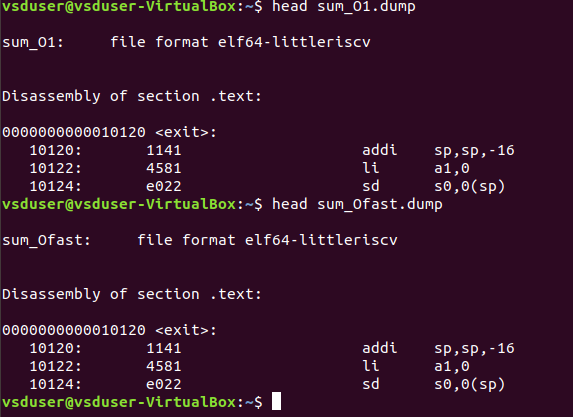 vsduser@vsduser-VirtualBox:~$ head sum_O1.dump
sum_O1:     file format elf64-littleriscv
Disassembly of section .text:
0000000000010120 <exit>:
   10120:	1141                	addi	sp,sp,-16
   10122:	4581                	li	a1,0
   10124:	e022                	sd	s0,0(sp)
vsduser@vsduser-VirtualBox:~$ head sum_Ofast.dump
sum_Ofast:     file format elf64-littleriscv
Disassembly of section .text:
0000000000010120 <exit>:
   10120:	1141                	addi	sp,sp,-16
   10122:	4581                	li	a1,0
   10124:	e022                	sd	s0,0(sp)
vsduser@vsduser-VirtualBox:~$